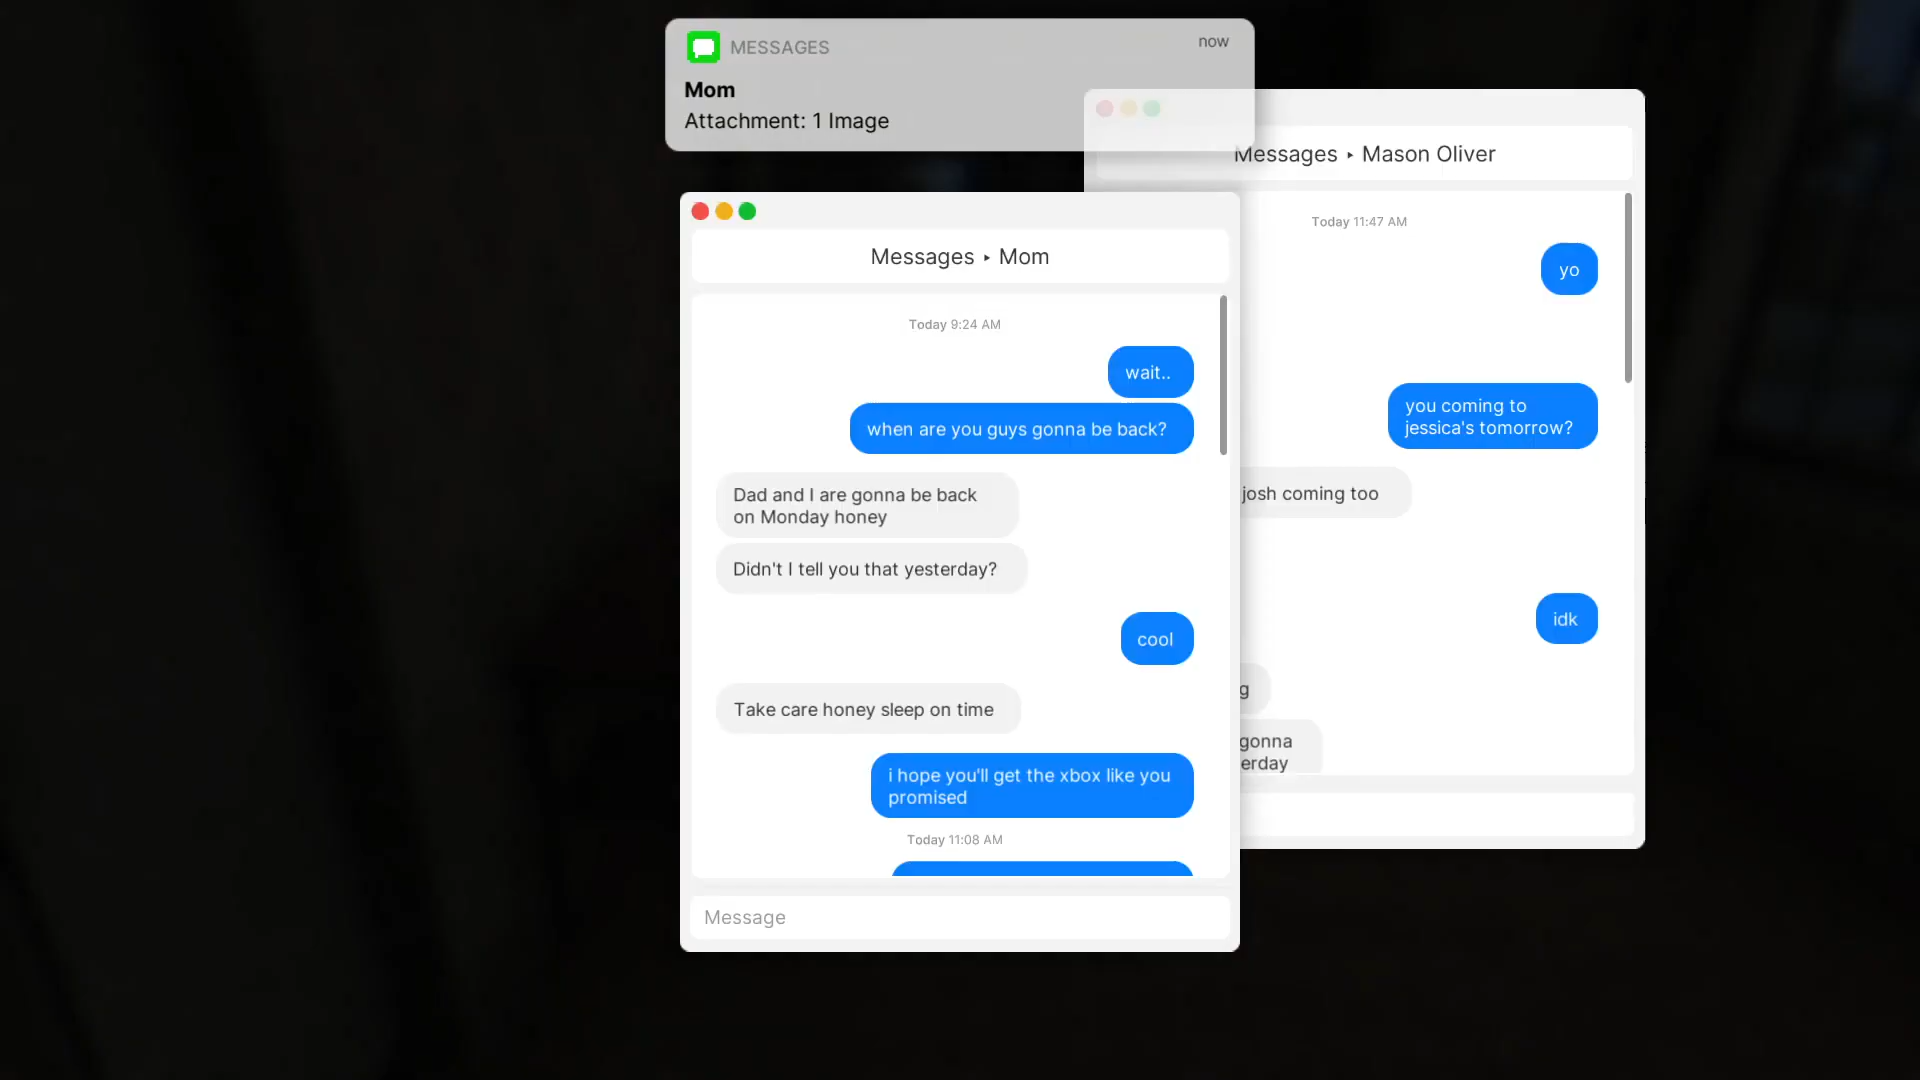 MESSAGES
now
Mom
Attachment: 1 Image
Messages ▸ Mom
Today 9:24 AM
wait..
when are you guys gonna be back?
Dad and I are gonna be back
on Monday honey
Didn't I tell you that yesterday?
cool
Take care honey sleep on time
i hope you'll get the xbox like you
promised
Today 11:08 AM
Message
Messages ▸ Mason Oliver
Today 11:47 AM
yo
you coming to
jessica's tomorrow?
josh coming too
idk
gonna